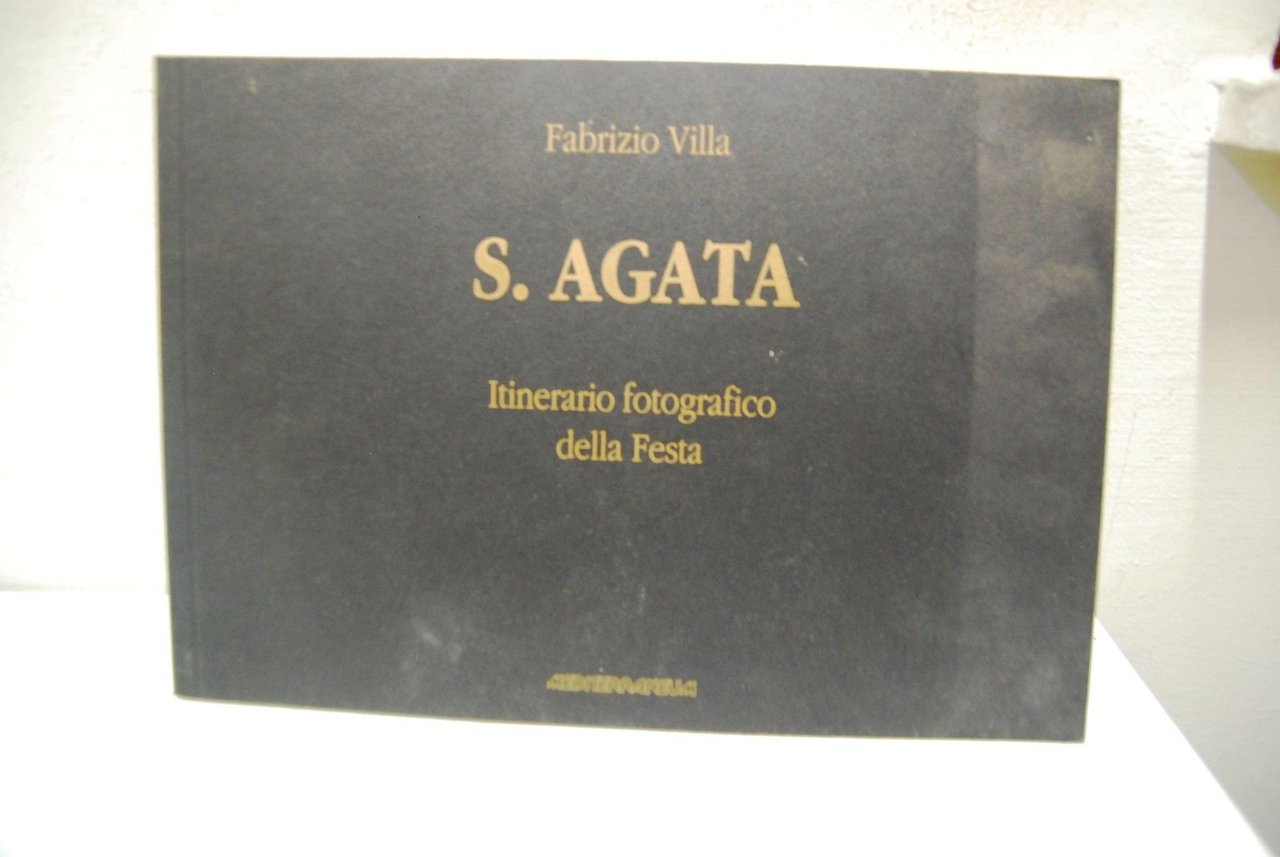 Fabrizio Villa
S. AGATA
Itinerario fotografico
della Festa